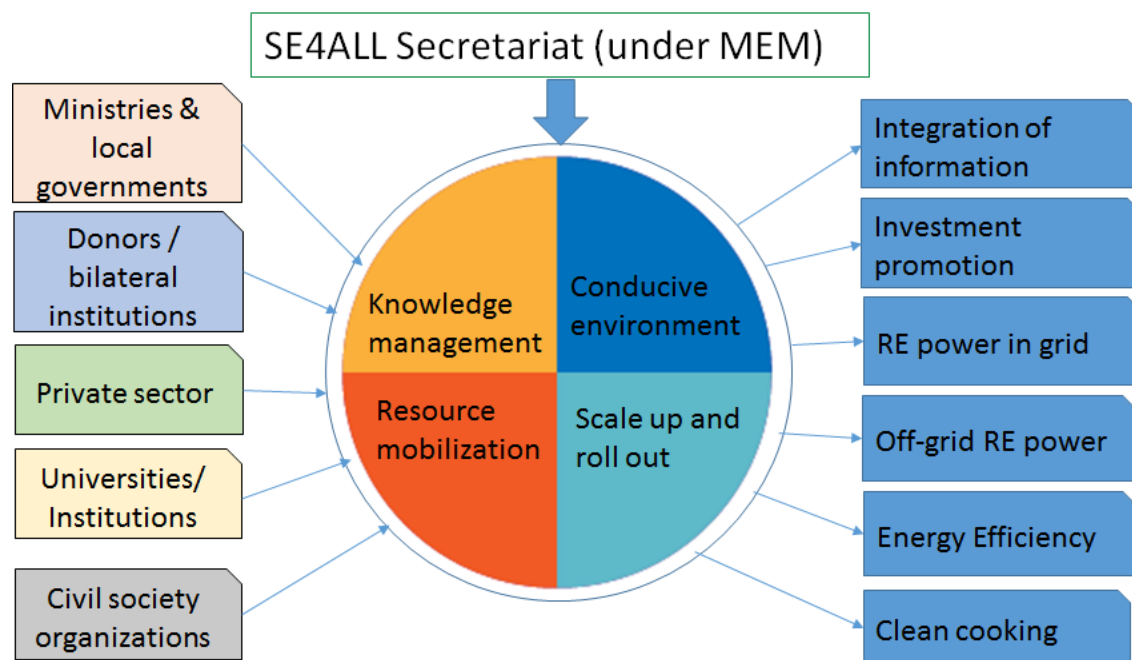 SE4ALL Secretariat (under MEM)
Ministries &
local
governments
Donors /
bilateral
institutions
Private sector
Universities/
Institutions
Civil society
organizations
Knowledge
management
Conducive
environment
Resource
mobilization
Scale up and
roll out
Integration of
information
Investment
promotion
RE power in grid
Off-grid RE power
Energy Efficiency
Clean cooking